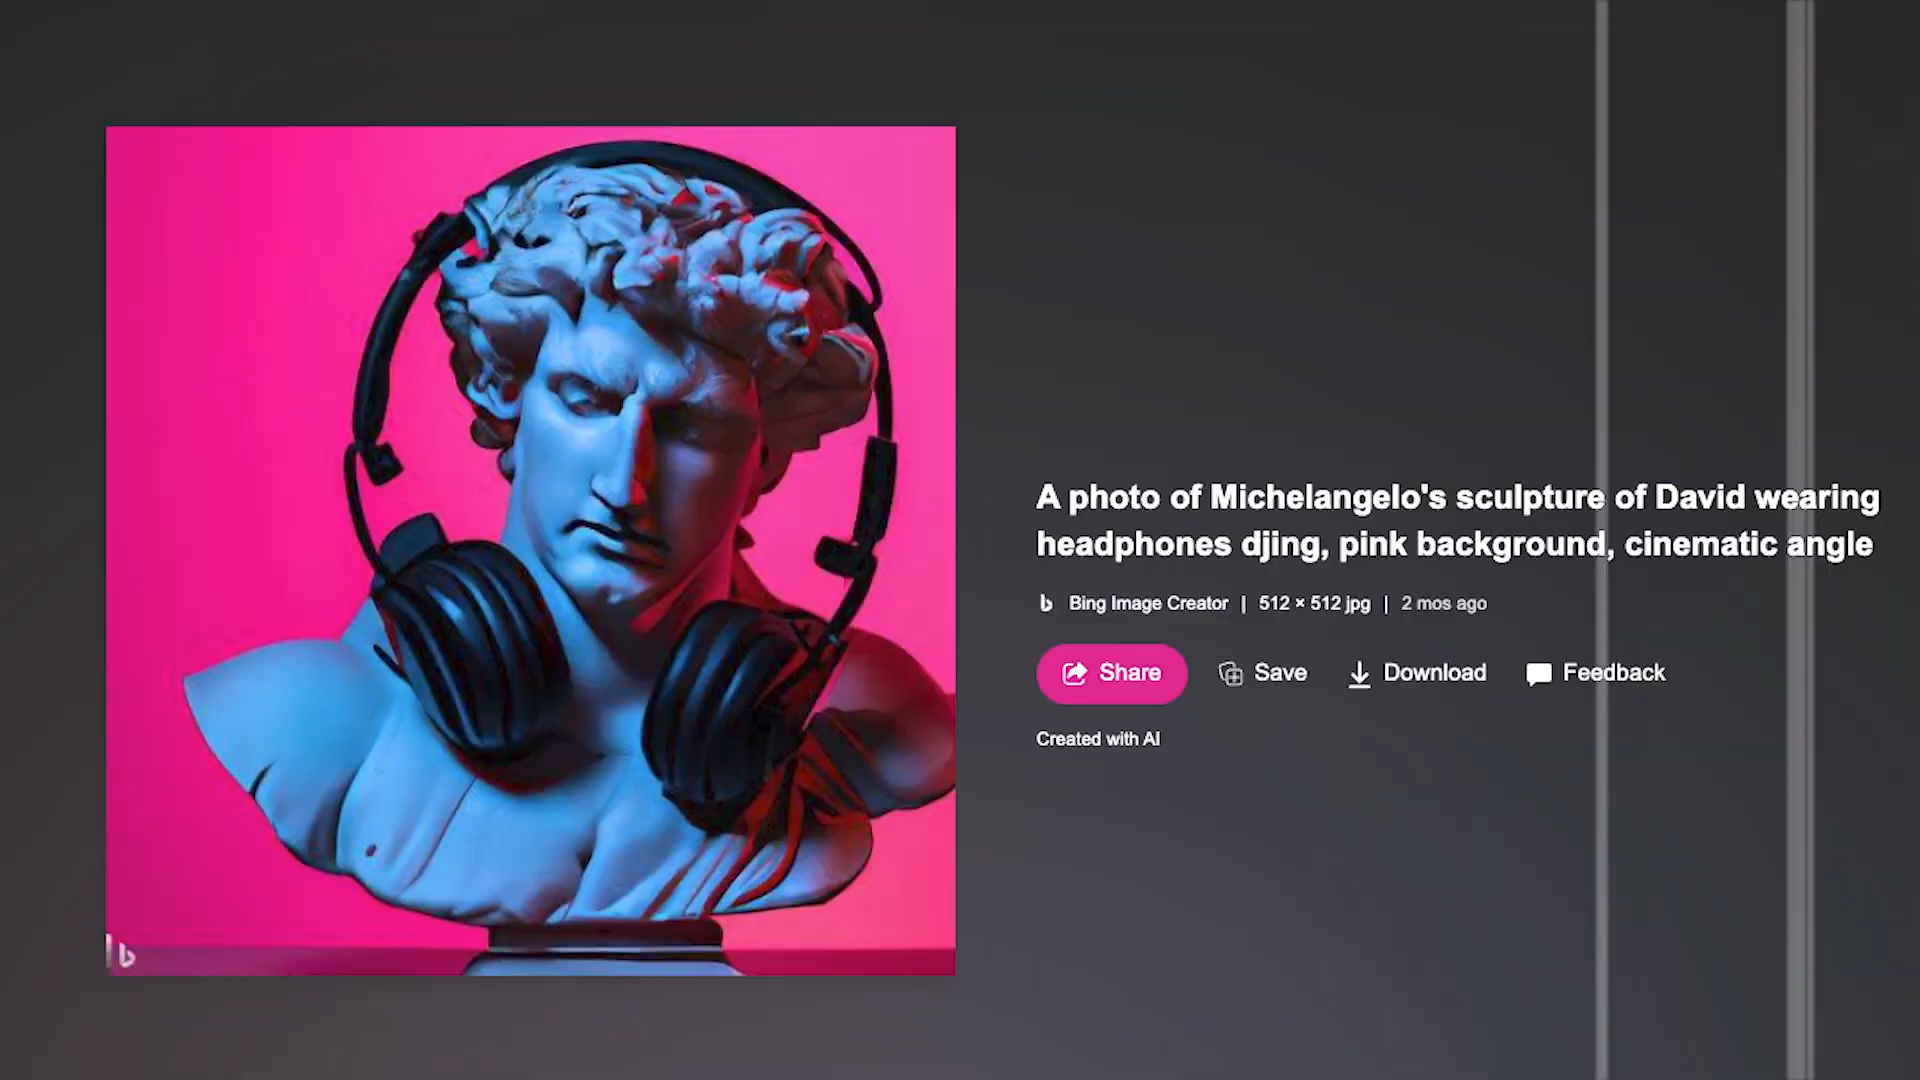 A photo of Michelangelo's sculpture of David wearing
headphones djing, pink background, cinematic angle
Bing Image Creator | 512 × 512 jpg | 2 mos ago
Share Save Download Feedback
Created with AI